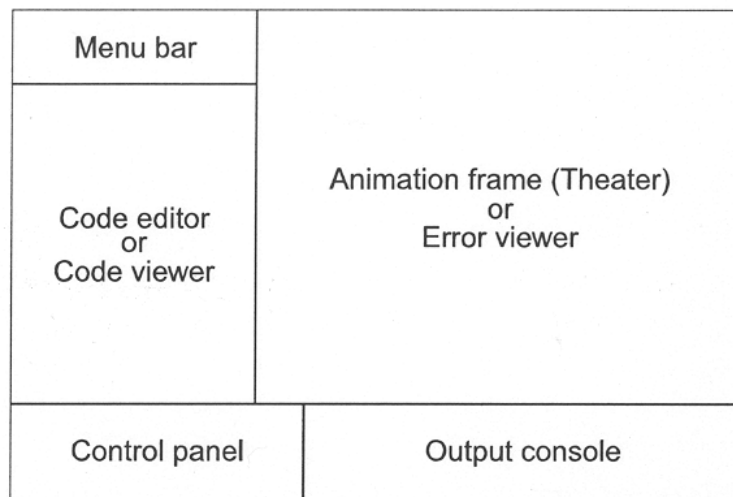 Menu bar
Code editor
or
Code viewer
Animation frame (Theater)
or
Error viewer
Control panel
Output console